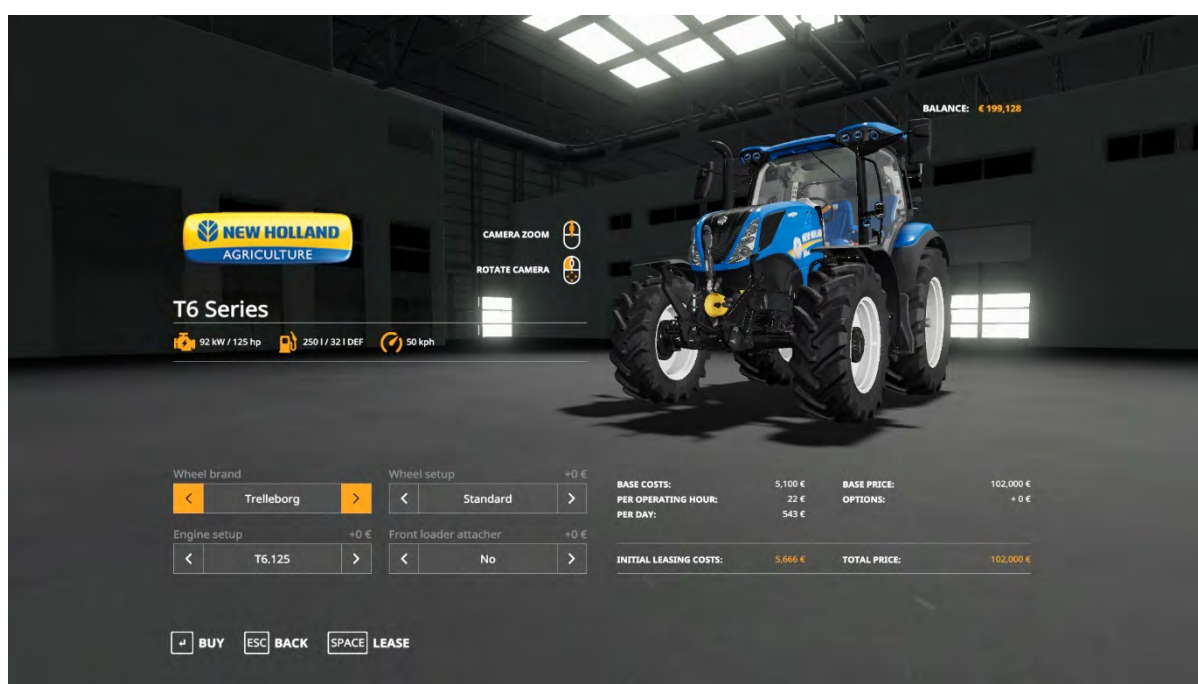 BALANCE: € 199,128
NEW HOLLAND
AGRICULTURE
CAMERA ZOOM
ROTATE CAMERA
T6 Series
92 kW / 125 hp 250 l / 32 l DEF 50 kph
Wheel brand
< Trelleborg >
Wheel setup +0 €
< Standard >
Engine setup +0 €
< T6.125 >
Front loader attacher +0 €
< No >
BASE COSTS: 5,100 €
PER OPERATING HOUR: 22 €
PER DAY: 543 €
BASE PRICE: 102,000 €
OPTIONS: + 0 €
INITIAL LEASING COSTS: 5,666 €
TOTAL PRICE: 102,000 €
↵ BUY ESC BACK SPACE LEASE